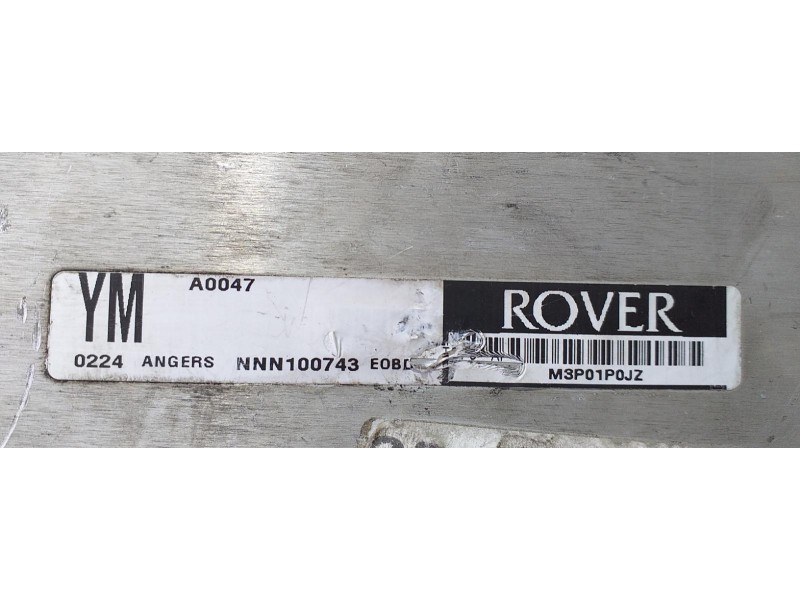 YM A0047
0224 ANGERS NNN100743 EOBD
ROVER
M3P01P0JZ